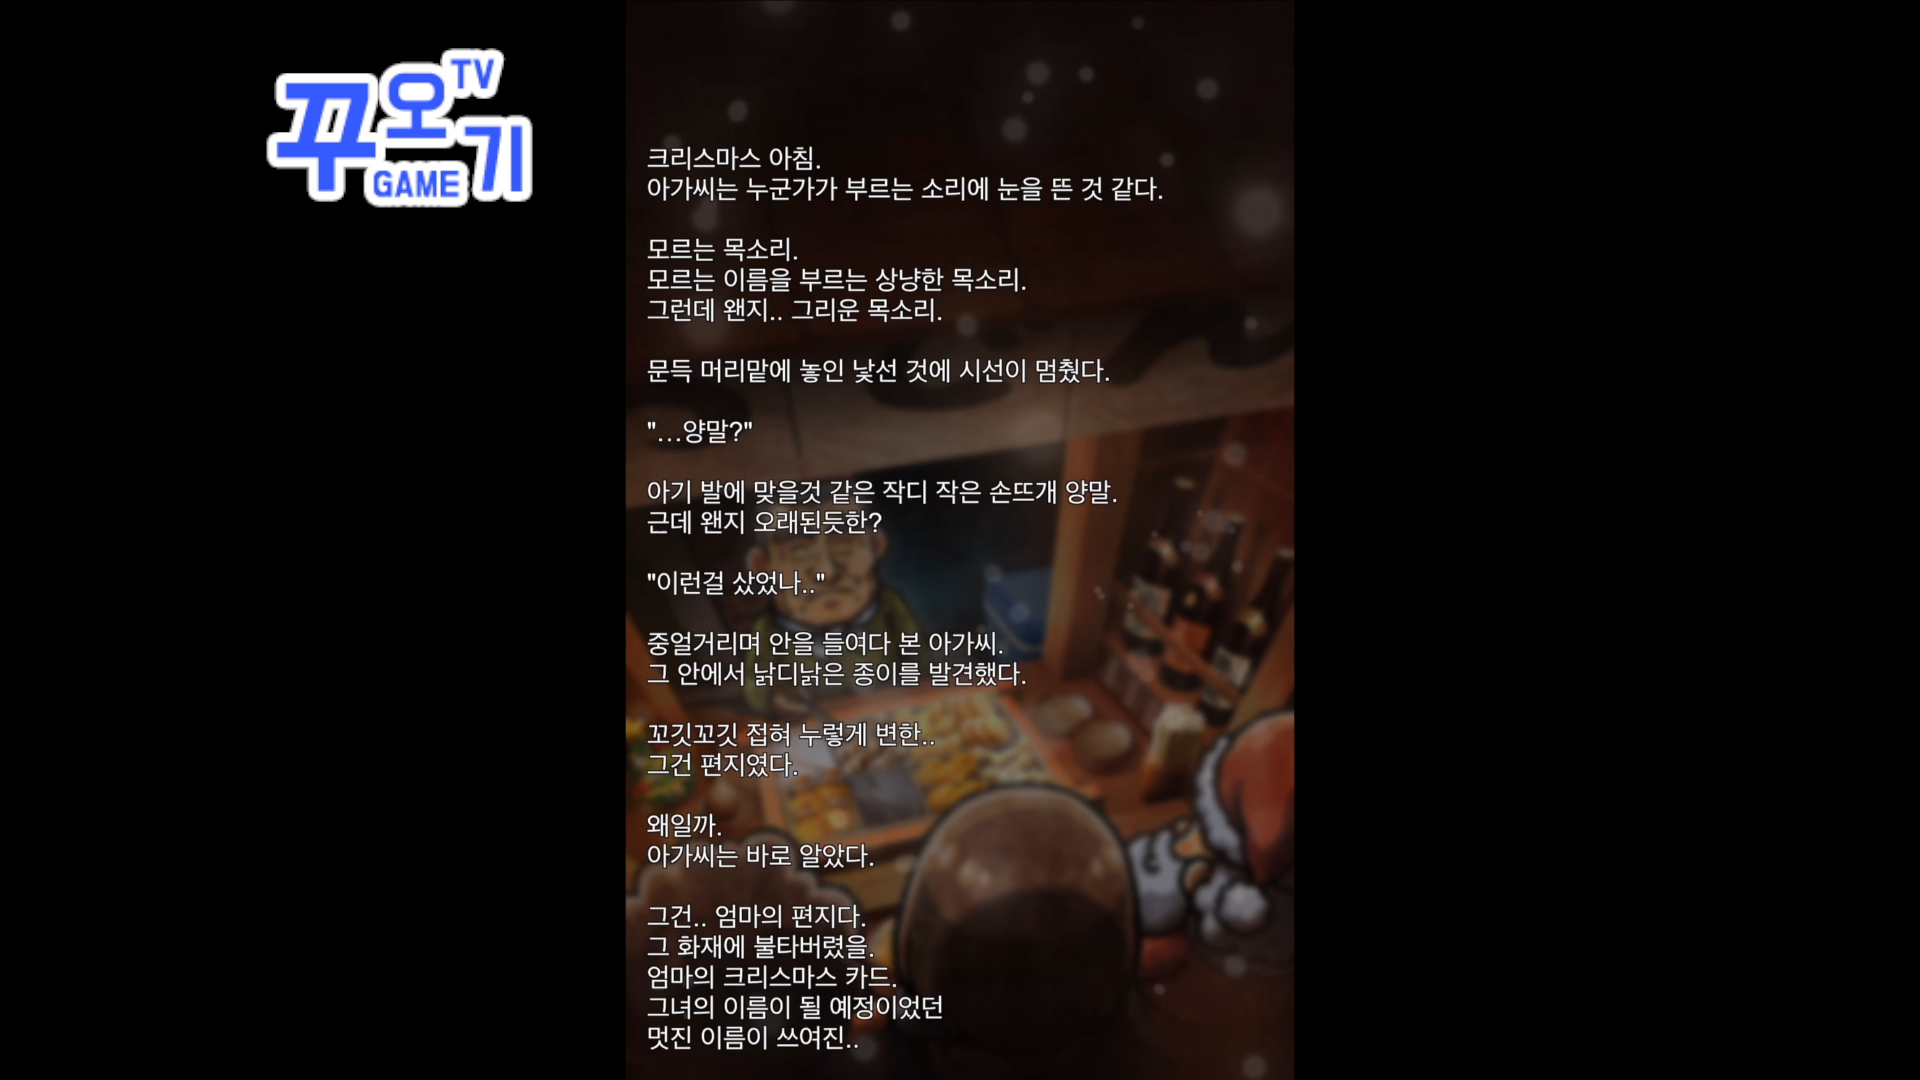 꾸오기
TV
GAME
크리스마스 아침.
아가씨는 누군가가 부르는 소리에 눈을 뜬 것 같다.
모르는 목소리.
모르는 이름을 부르는 상냥한 목소리.
그런데 왠지.. 그리운 목소리.
문득 머리맡에 놓인 낯선 것에 시선이 멈췄다.
"…양말?"
아기 발에 맞을것 같은 작디 작은 손뜨개 양말.
근데 왠지 오래된듯한?
"이런걸 샀었나.."
중얼거리며 안을 들여다 본 아가씨.
그 안에서 낡디낡은 종이를 발견했다.
꼬깃꼬깃 접혀 누렇게 변한..
그건 편지였다.
왜일까.
아가씨는 바로 알았다.
그건.. 엄마의 편지다.
그 화재에 불타버렸을.
엄마의 크리스마스 카드.
그녀의 이름이 될 예정이었던
멋진 이름이 쓰여진..